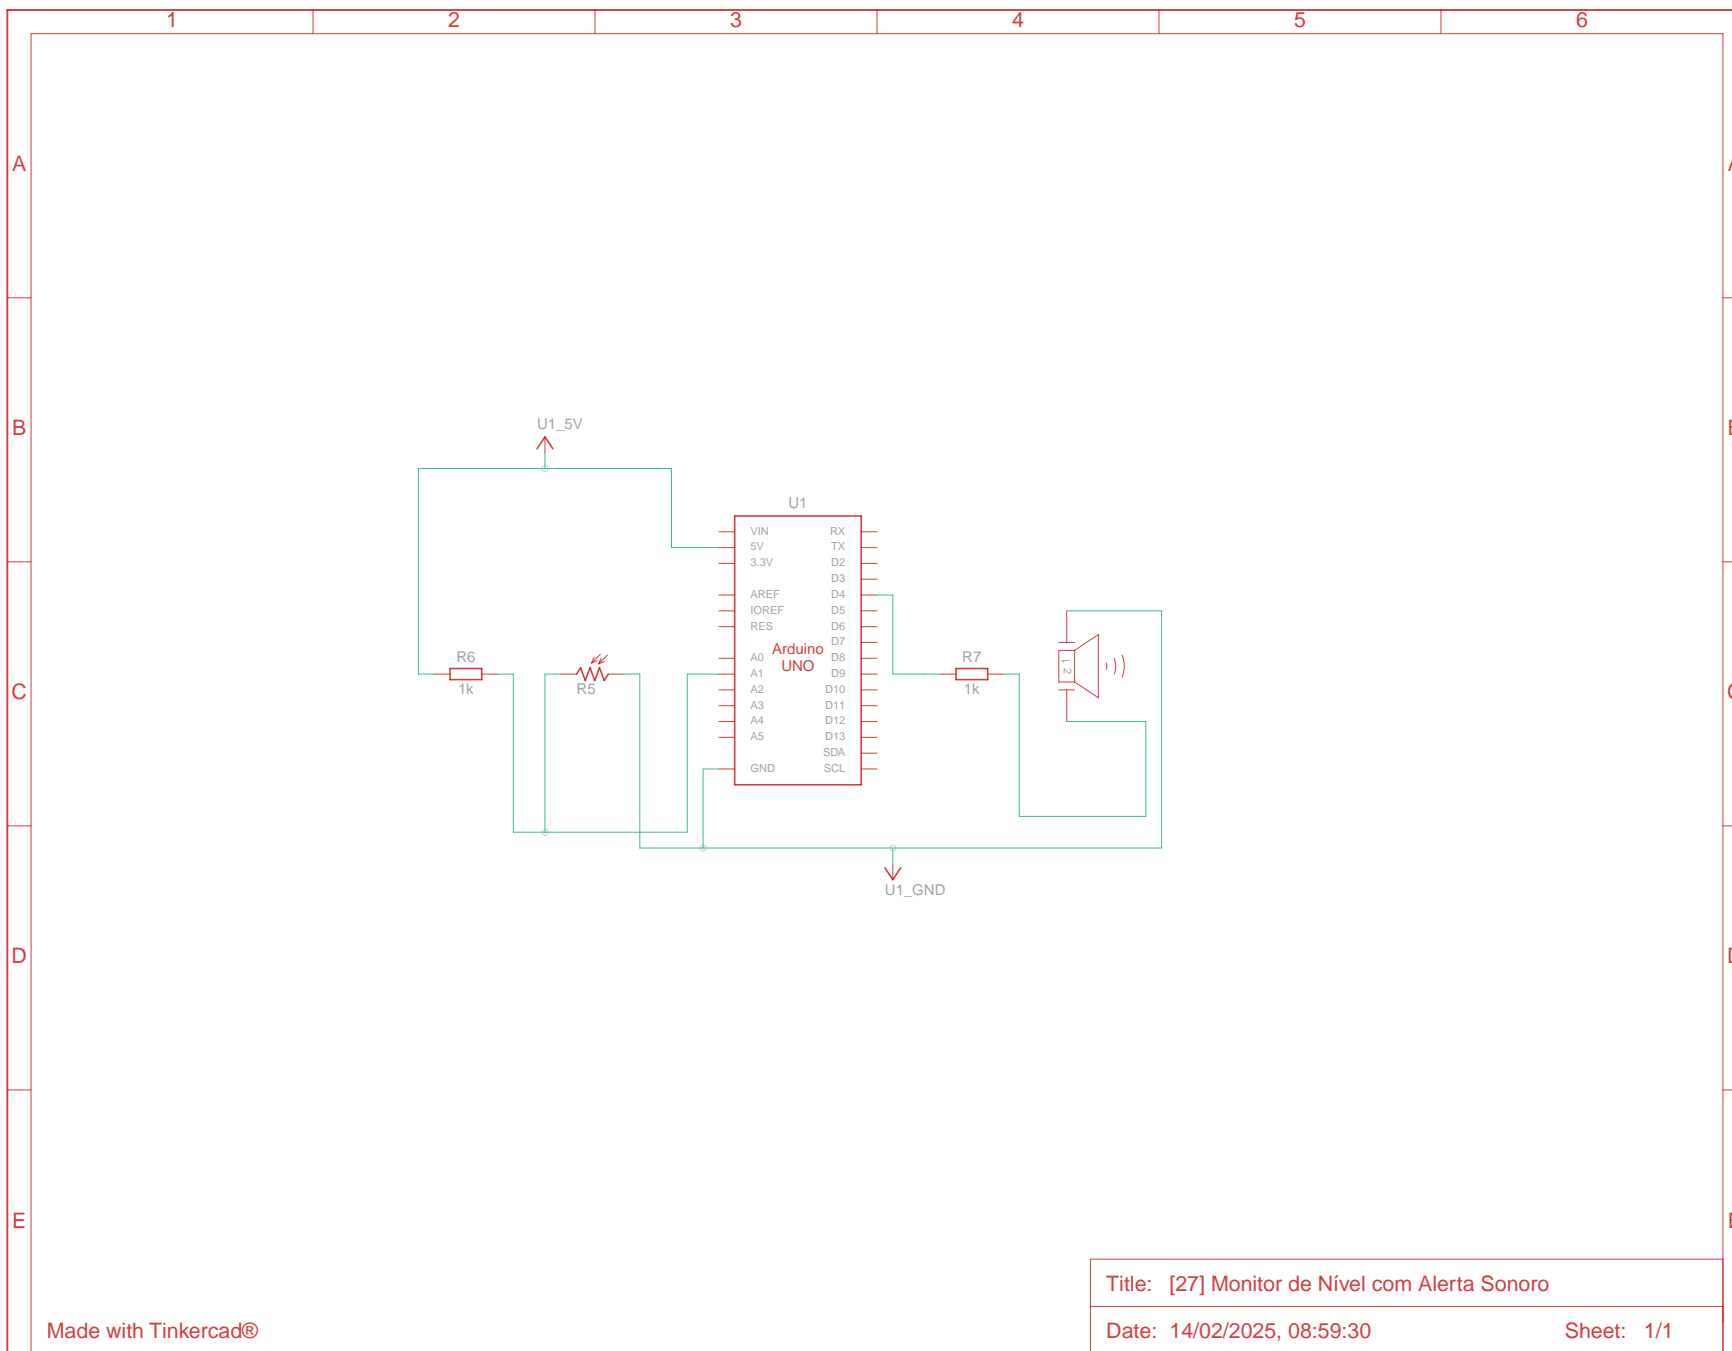 1 2 3 4 5 6
A A
B B
C C
D D
E E
U1_5V
U1
VIN RX
5V TX
3.3V D2
D3
AREF D4
IOREF D5
RES D6
D7
Arduino
UNO
A0 D8
A1 D9
A2 D10
A3 D11
A4 D12
A5 D13
SDA
GND SCL
R6
1k
R5
R7
1k
1 2
U1_GND
Title: [27] Monitor de Nível com Alerta Sonoro
Made with Tinkercad®
Date: 14/02/2025, 08:59:30 Sheet: 1/1